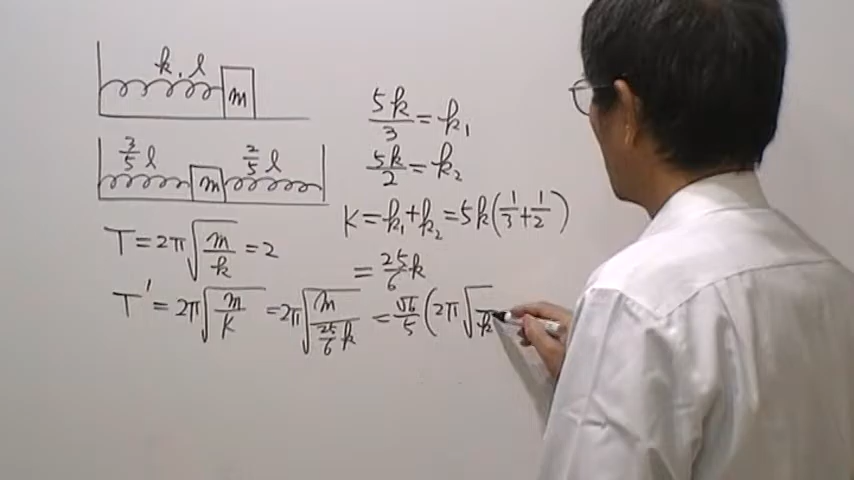 k, l
m
3/5 l m 2/5 l
T = 2π√(m/k) = 2
T' = 2π√(m/K) = 2π√(m/(25/6 k)) = √6/5 (2π√( /k
5k/3 = k₁
5k/2 = k₂
K = k₁ + k₂ = 5k(1/3 + 1/2)
= 25/6 k